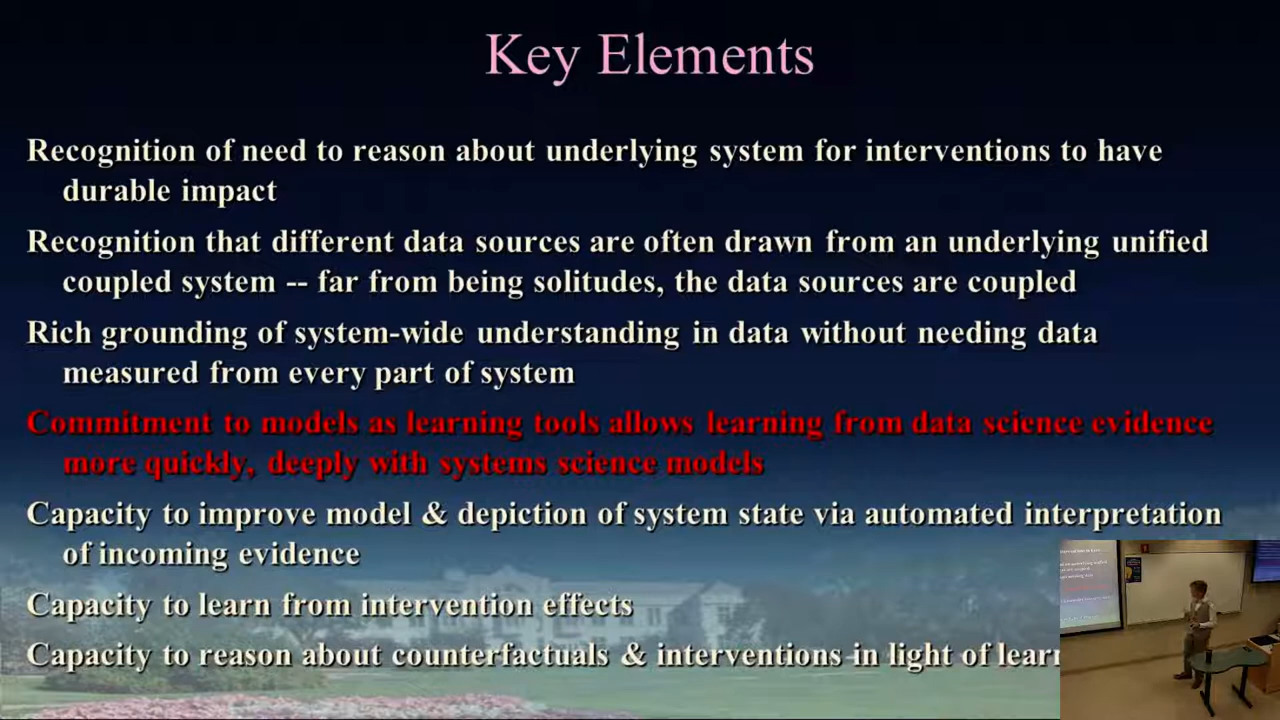 Key Elements
Recognition of need to reason about underlying system for interventions to have
durable impact
Recognition that different data sources are often drawn from an underlying unified
coupled system -- far from being solitudes, the data sources are coupled
Rich grounding of system-wide understanding in data without needing data
measured from every part of system
Commitment to models as learning tools allows learning from data science evidence
more quickly, deeply with systems science models
Capacity to improve model & depiction of system state via automated interpretation
of incoming evidence
Capacity to learn from intervention effects
Capacity to reason about counterfactuals & interventions in light of